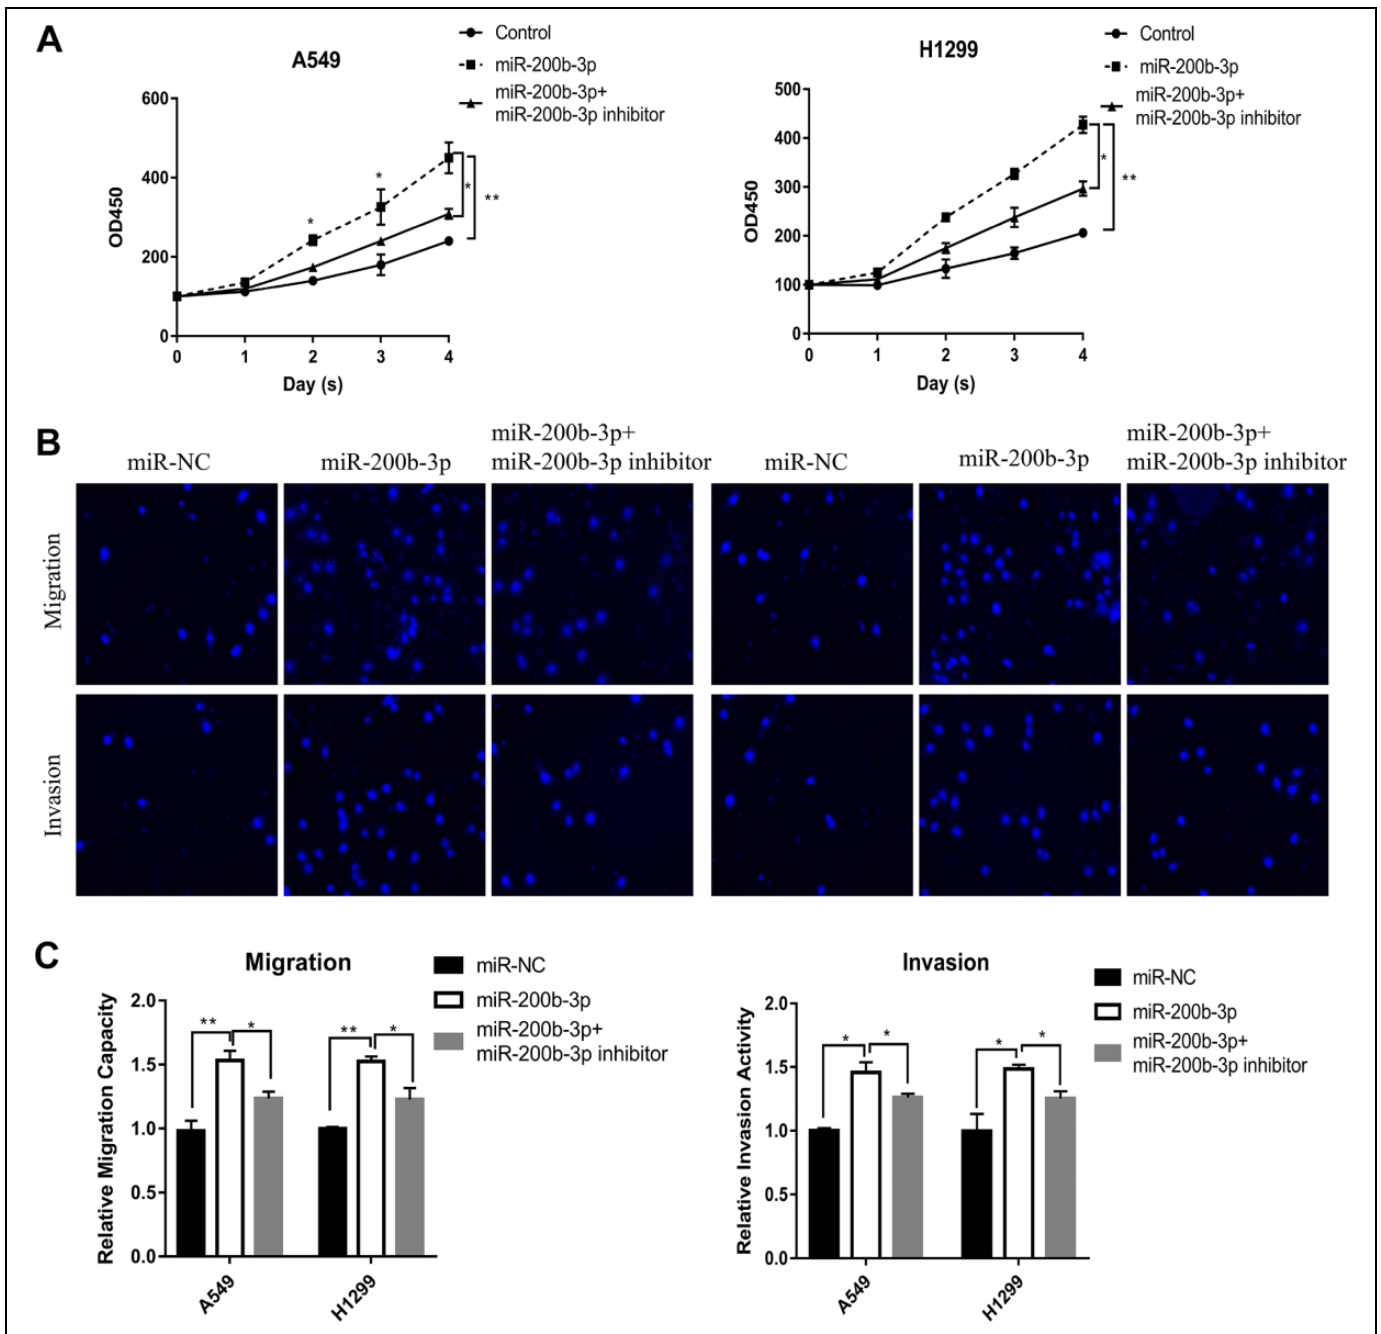 A
A549
Control
miR-200b-3p
miR-200b-3p+
miR-200b-3p inhibitor
600
400
200
0
OD450
*
*
*
**
0 1 2 3 4
Day (s)
H1299
Control
miR-200b-3p
miR-200b-3p+
miR-200b-3p inhibitor
500
400
300
200
100
0
OD450
*
**
0 1 2 3 4
Day (s)
B
miR-NC
miR-200b-3p
miR-200b-3p+
miR-200b-3p inhibitor
miR-NC
miR-200b-3p
miR-200b-3p+
miR-200b-3p inhibitor
Migration
Invasion
C
Migration
miR-NC
miR-200b-3p
miR-200b-3p+
miR-200b-3p inhibitor
Relative Migration Capacity
2.0
1.5
1.0
0.5
0.0
** * ** *
A549 H1299
Invasion
miR-NC
miR-200b-3p
miR-200b-3p+
miR-200b-3p inhibitor
Relative Invasion Activity
2.0
1.5
1.0
0.5
0.0
* * * *
A549 H1299